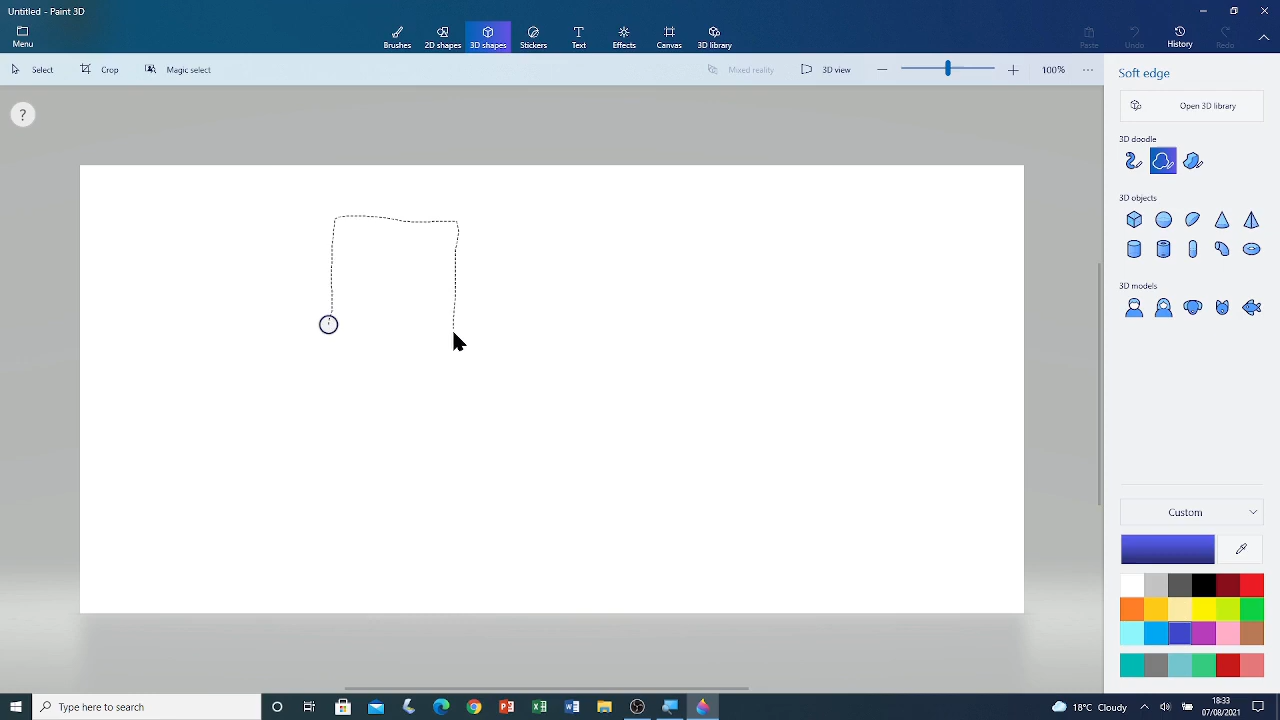 Untitled - Paint 3D
Menu
Brushes 2D shapes 3D shapes Stickers Text Effects Canvas 3D library
Paste Undo History Redo
Select Crop Magic select
Mixed reality 3D view 100%
Soft edge
?
Open 3D library
3D doodle
3D objects
3D models
Custom
Type here to search
18°C Cloudy
18:33
07/08/2021